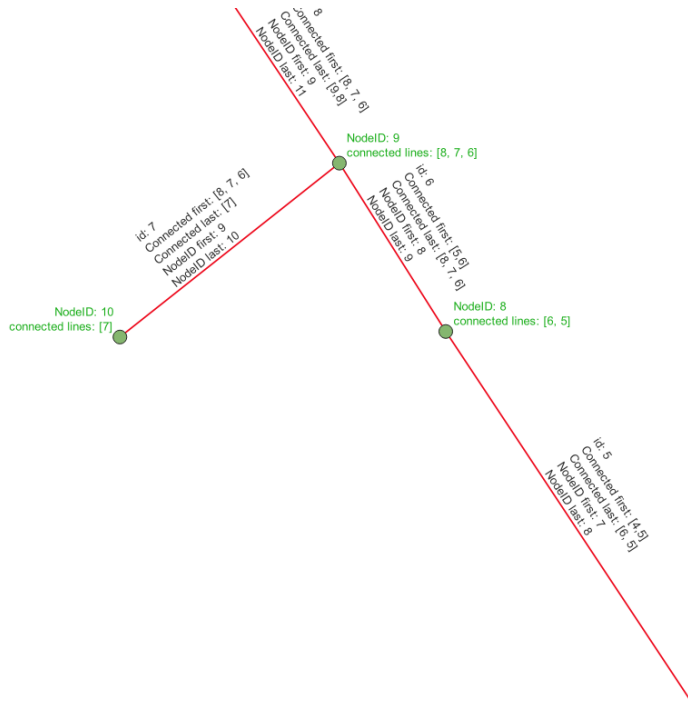 8
Connected first: [8, 7, 6]
Connected last: [9,8]
NodeID first: 9
NodeID last: 11
NodeID: 9
connected lines: [8, 7, 6]
id: 7
Connected first: [8, 7, 6]
Connected last: [7]
NodeID first: 9
NodeID last: 10
id: 6
Connected first: [5,6]
Connected last: [8, 7, 6]
NodeID first: 8
NodeID last: 9
NodeID: 10
connected lines: [7]
NodeID: 8
connected lines: [6, 5]
id: 5
Connected first: [4,5]
Connected last: [6, 5]
NodeID first: 7
NodeID last: 8